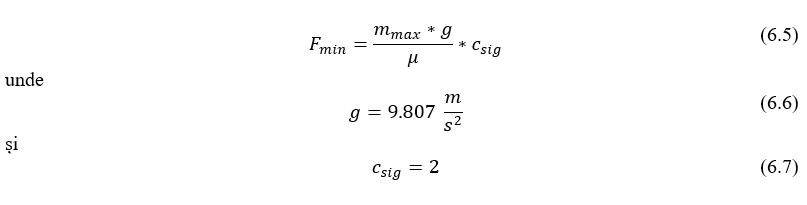 F_min = (m_max * g) / μ * c_sig (6.5)
unde
g = 9.807 m/s² (6.6)
și
c_sig = 2 (6.7)